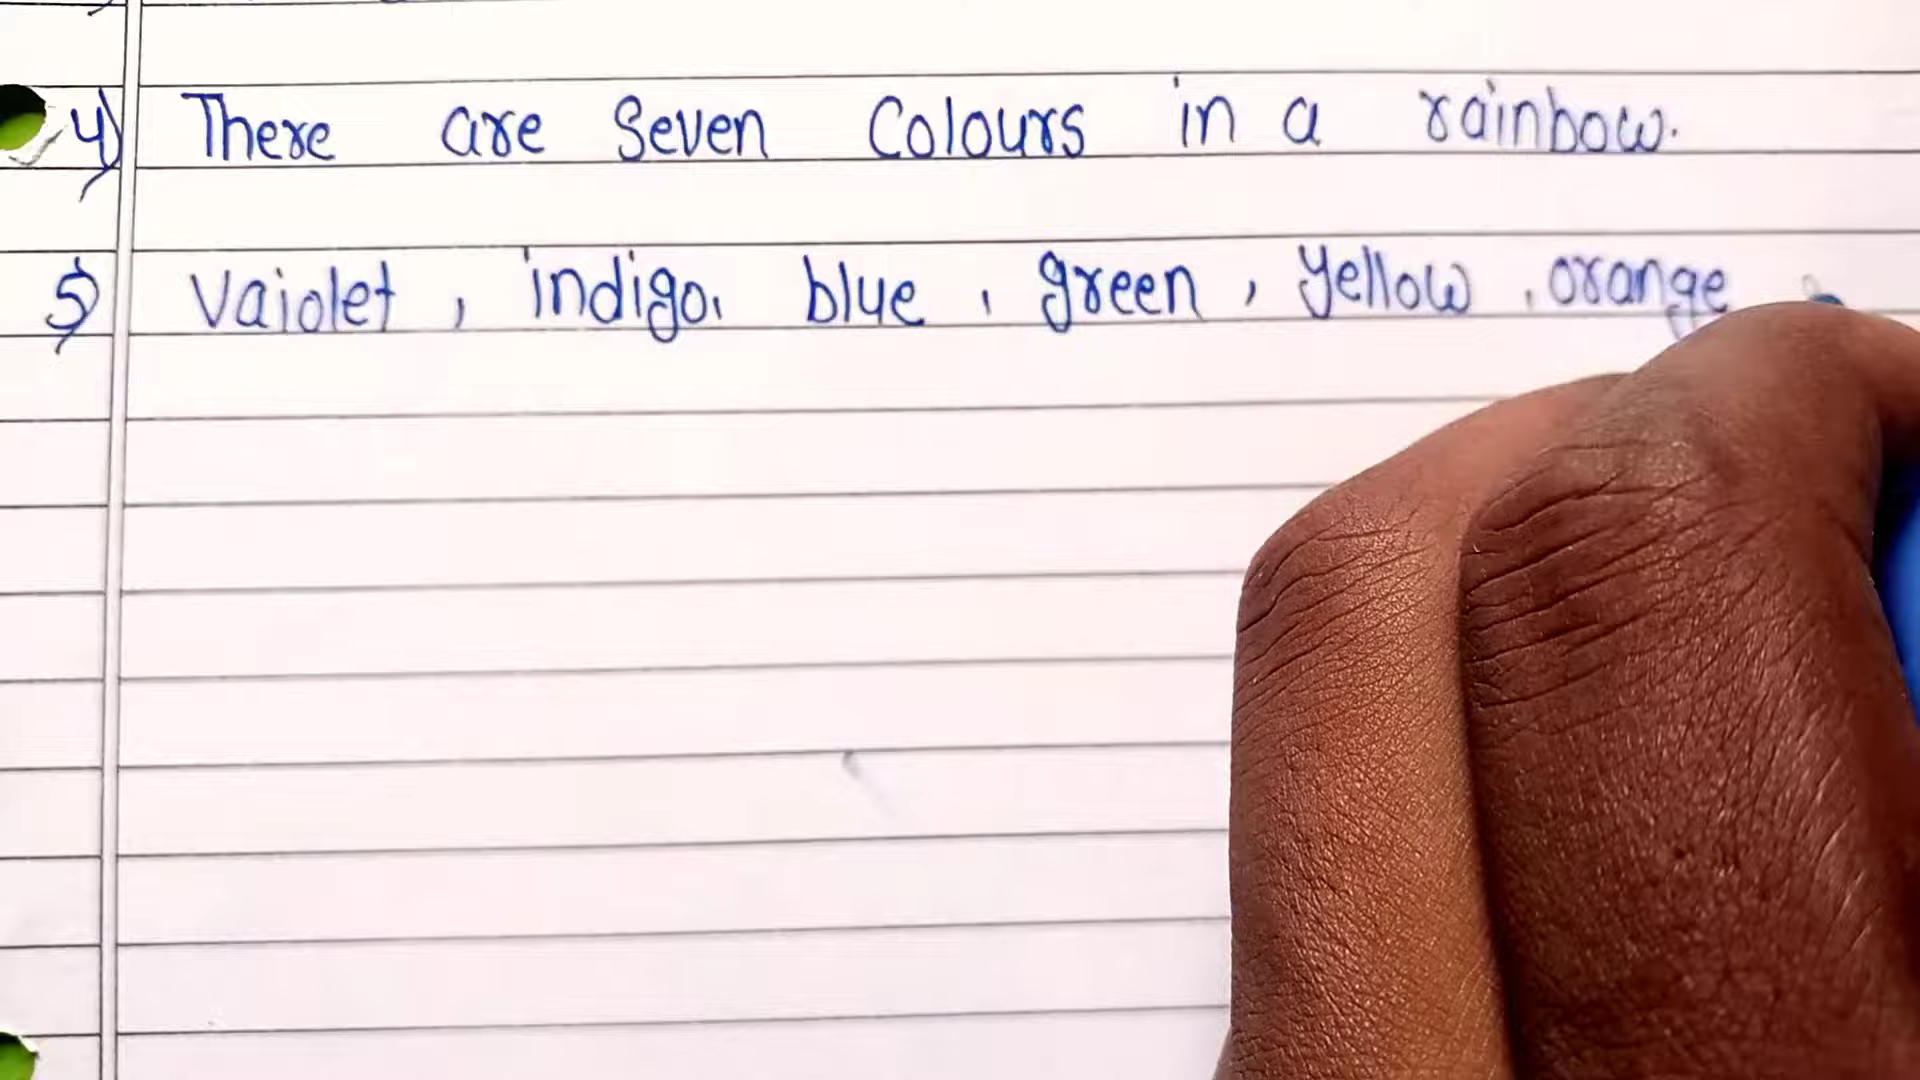 4) There are Seven Colours in a rainbow.
5) Vaiolet, indigo, blue, green, yellow, orange